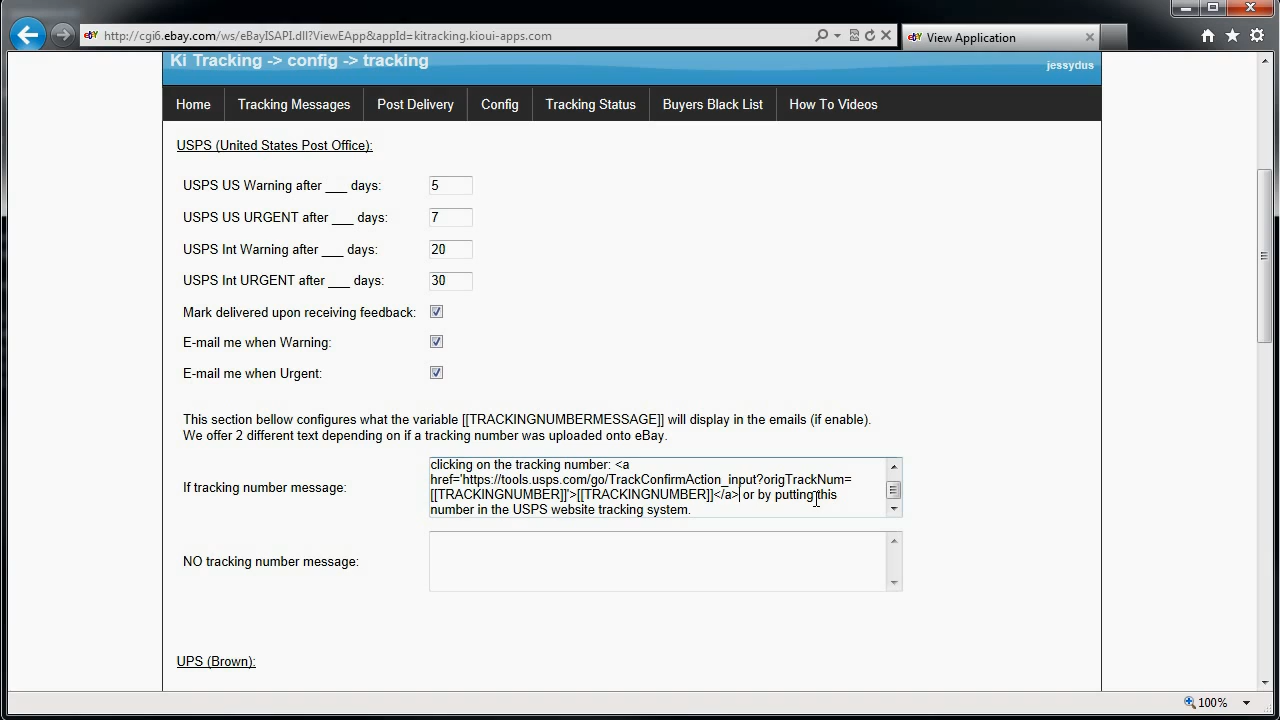 http://cgi6.ebay.com/ws/eBayISAPI.dll?ViewEApp&appId=kitracking.kioui-apps.com
View Application
Ki Tracking -> config -> tracking
jessydus
Home Tracking Messages Post Delivery Config Tracking Status Buyers Black List How To Videos
USPS (United States Post Office):
USPS US Warning after ___ days: 5
USPS US URGENT after ___ days: 7
USPS Int Warning after ___ days: 20
USPS Int URGENT after ___ days: 30
Mark delivered upon receiving feedback:
E-mail me when Warning:
E-mail me when Urgent:
This section bellow configures what the variable [[TRACKINGNUMBERMESSAGE]] will display in the emails (if enable).
We offer 2 different text depending on if a tracking number was uploaded onto eBay.
If tracking number message:
clicking on the tracking number: <a
href='https://tools.usps.com/go/TrackConfirmAction_input?origTrackNum=
[[TRACKINGNUMBER]]'>[[TRACKINGNUMBER]]</a> or by putting this
number in the USPS website tracking system.
NO tracking number message:
UPS (Brown):
100%